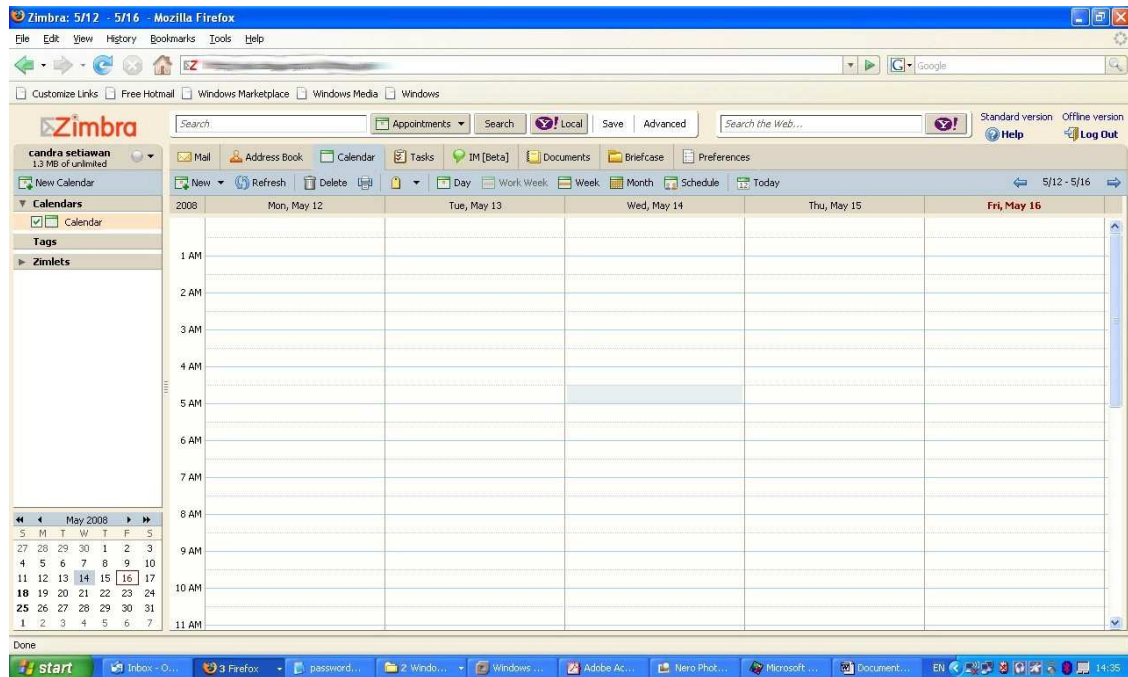 Zimbra: 5/12 - 5/16 - Mozilla Firefox
File Edit View History Bookmarks Tools Help
Z G Google
Customize Links Free Hotmail Windows Marketplace Windows Media Windows
Zimbra Search Appointments Search Y! Local Save Advanced Search the Web... Y! Standard version Offline version
Help Log Out
candra setiawan
1.3 MB of unlimited
Mail Address Book Calendar Tasks IM [Beta] Documents Briefcase Preferences
New Calendar New Refresh Delete Day Work Week Week Month Schedule Today 5/12 - 5/16
Calendars 2008 Mon, May 12 Tue, May 13 Wed, May 14 Thu, May 15 Fri, May 16
Calendar
Tags
Zimlets
1 AM
2 AM
3 AM
4 AM
5 AM
6 AM
7 AM
8 AM
9 AM
10 AM
11 AM
May 2008
S M T W T F S
27 28 29 30 1 2 3
4 5 6 7 8 9 10
11 12 13 14 15 16 17
18 19 20 21 22 23 24
25 26 27 28 29 30 31
1 2 3 4 5 6 7
Done
start Inbox - O... 3 Firefox password... 2 Windo... Windows ... Adobe Ac... Nero Phot... Microsoft ... Document... EN 14:35